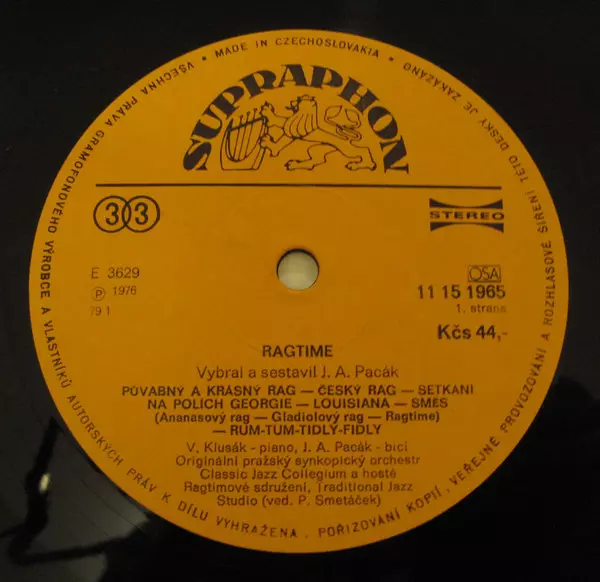 VŠECHNA PRÁVA GRAMOFONOVÉHO VÝROBCE A VLASTNÍKŮ AUTORSKÝCH PRÁV K DÍLU VYHRAŽENA. POŘIZOVÁNÍ KOPIÍ, VEŘEJNÉ PROVOZOVÁNÍ A ROZHLASOVÉ ŠÍŘENÍ TÉTO DESKY JE ZAKÁZÁNO
MADE IN CZECHOSLOVAKIA
SUPRAPHON
33
STEREO
E 3629
OSA
Ⓟ 1976
11 15 1965
79 1
1. strana
Kčs 44,-
RAGTIME
Vybral a sestavil J. A. Pacák
PŮVABNÝ A KRÁSNÝ RAG — ČESKÝ RAG — SETKÁNÍ
NA POLÍCH GEORGIE — LOUISIANA — SMĚS
(Ananasový rag — Gladiolový rag — Ragtime)
— RUM-TUM-TIDLY-FIDLY
V. Klusák - piano, J. A. Pacák - bicí
Originální pražský synkopický orchestr
Classic Jazz Collegium a hosté
Ragtimové sdružení, Traditional Jazz
Studio (ved. P. Smetáček)